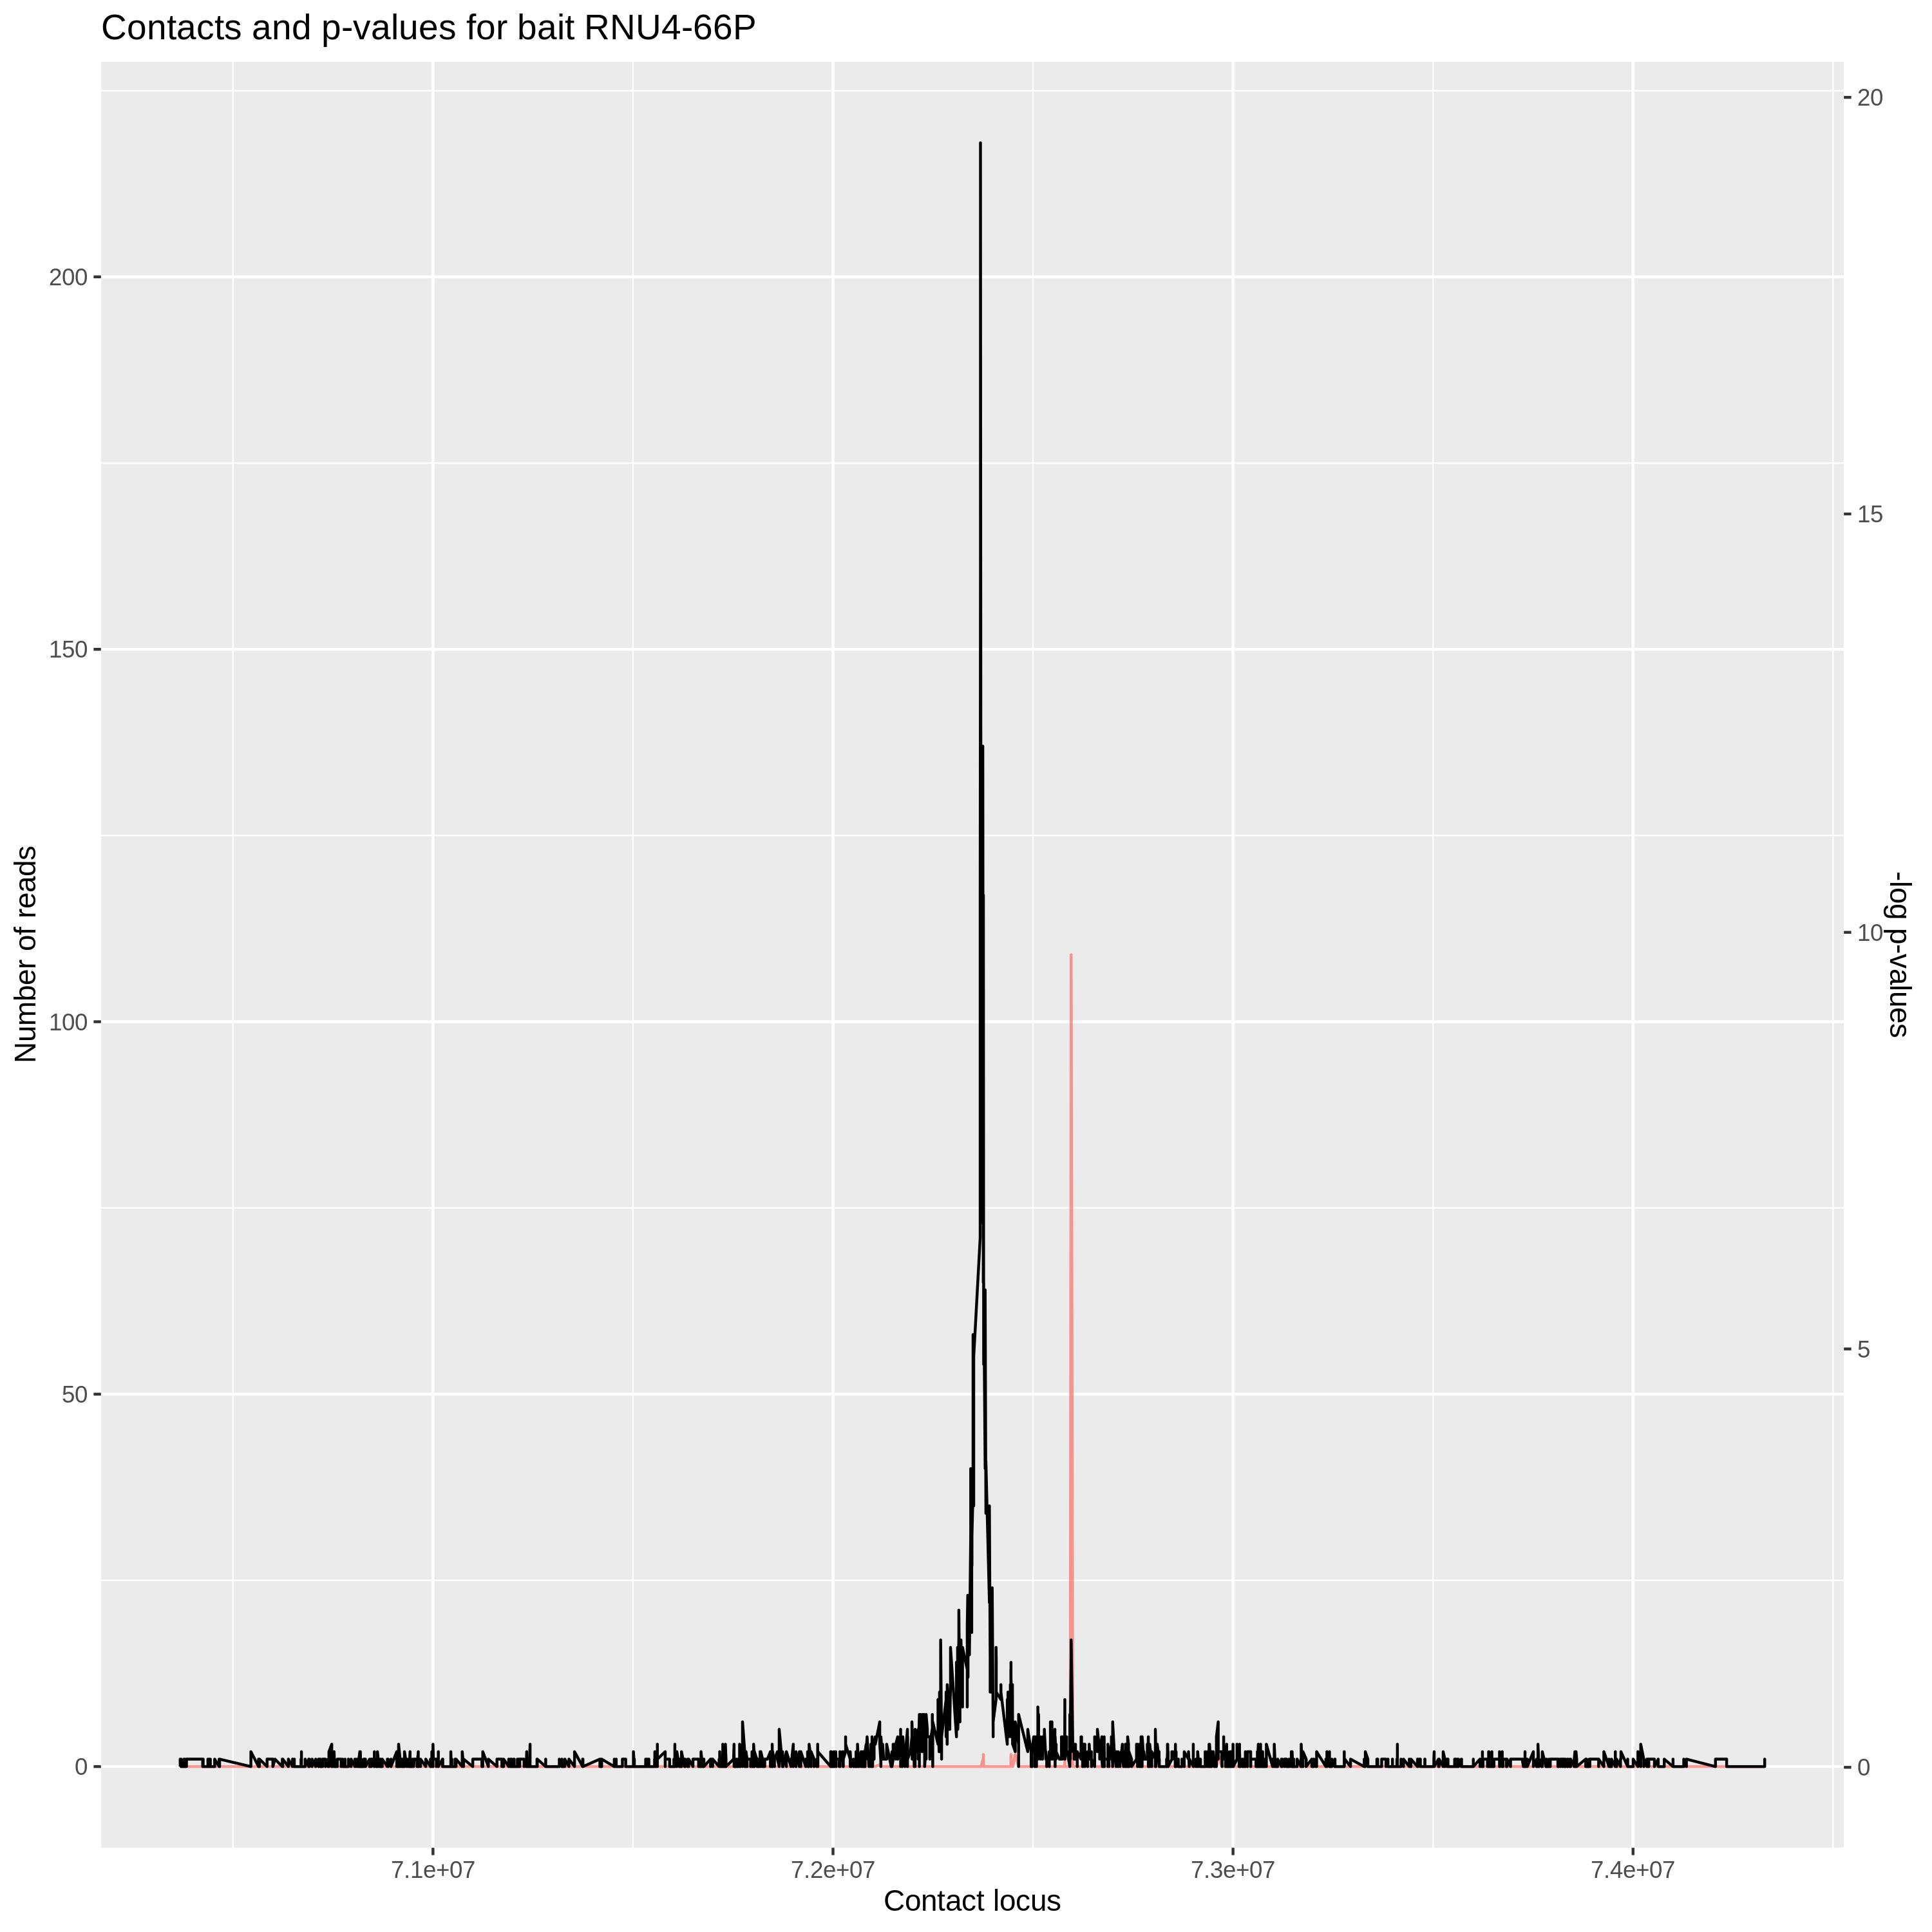 Contacts and p-values for bait RNU4-66P
200
150
100
50
0
Number of reads
20
15
10
5
0
-log p-values
7.1e+07 7.2e+07 7.3e+07 7.4e+07
Contact locus